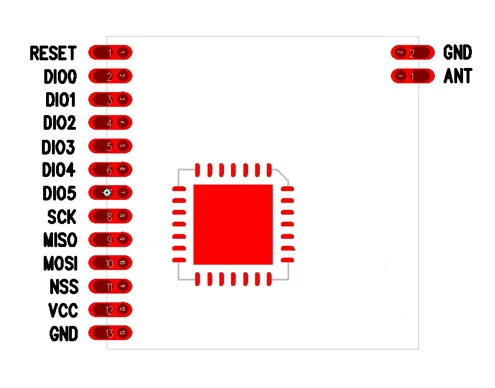 RESET 1
DIO0 2
DIO1 3
DIO2 4
DIO3 5
DIO4 6
DIO5
SCK 8
MISO 9
MOSI 10
NSS 11
VCC 12
GND 13
2 GND
1 ANT